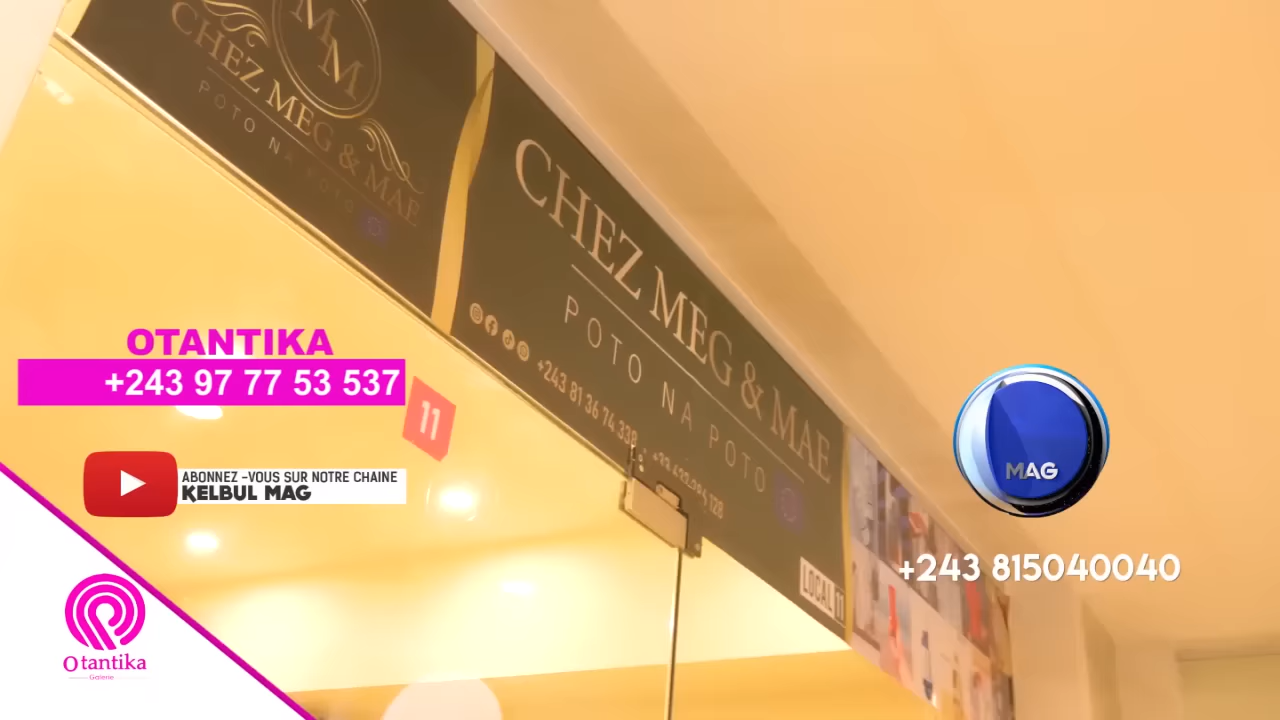 MM
CHEZ MEG & MAE
POTO NA POTO
CHEZ MEG & MAE
POTO NA POTO
+243 81 36 74 338
LOCAL 11
11
OTANTIKA
+243 97 77 53 537
ABONNEZ -VOUS SUR NOTRE CHAINE
KELBUL MAG
Otantika
Galerie
MAG
+243 815040040